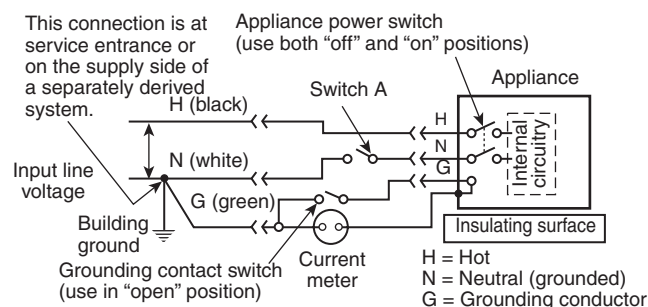 This connection is at
service entrance or
on the supply side of
a separately derived
system.
Appliance power switch
(use both “off” and “on” positions)
Appliance
Switch A
H (black)
H
N (white)
N
G
Internal
circuitry
Input line
voltage
G (green)
Building
ground
Insulating surface
Current
meter
Grounding contact switch
(use in “open” position)
H = Hot
N = Neutral (grounded)
G = Grounding conductor